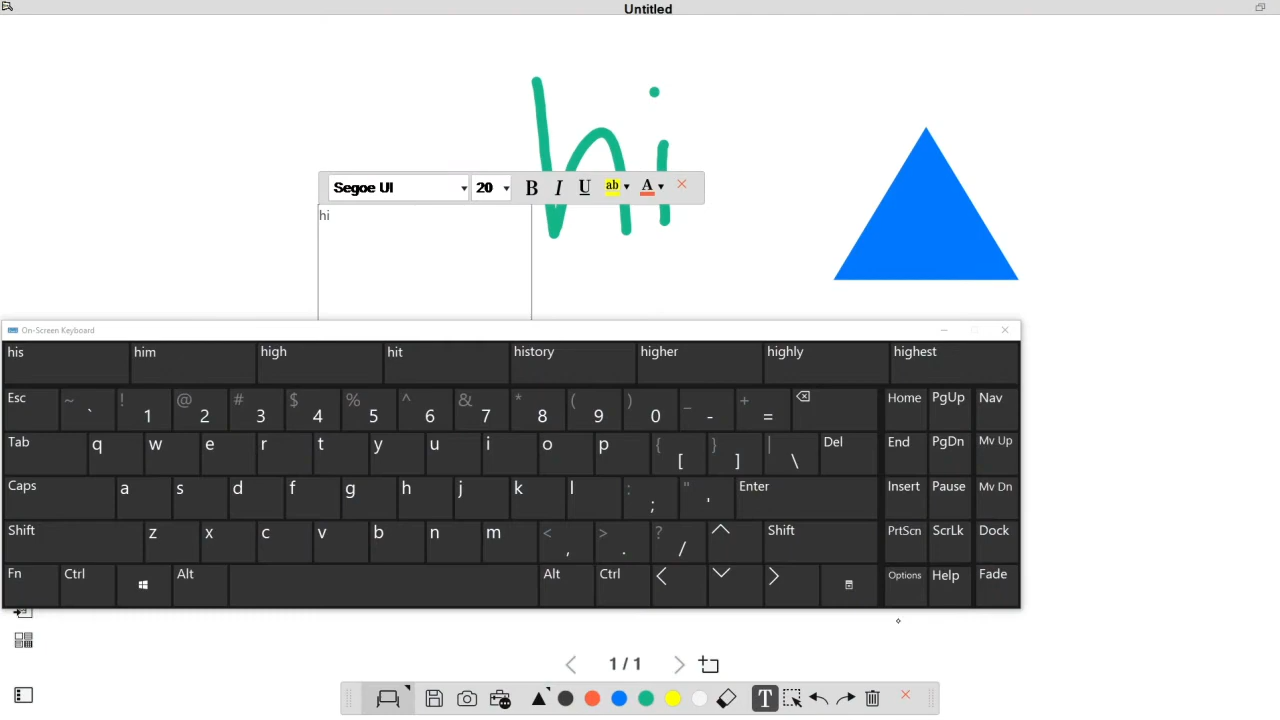 Untitled
hi
Segoe UI 20 B I U ab A
hi
On-Screen Keyboard
his him high hit history higher highly highest
Esc ~ ` ! 1 @ 2 # 3 $ 4 % 5 ^ 6 & 7 * 8 ( 9 ) 0 _ - + = Home PgUp Nav
Tab q w e r t y u i o p { [ } ] | \ Del End PgDn Mv Up
Caps a s d f g h j k l : ; " ' Enter Insert Pause Mv Dn
Shift z x c v b n m < , > . ? / Shift PrtScn ScrLk Dock
Fn Ctrl Alt Alt Ctrl Options Help Fade
1 / 1
T